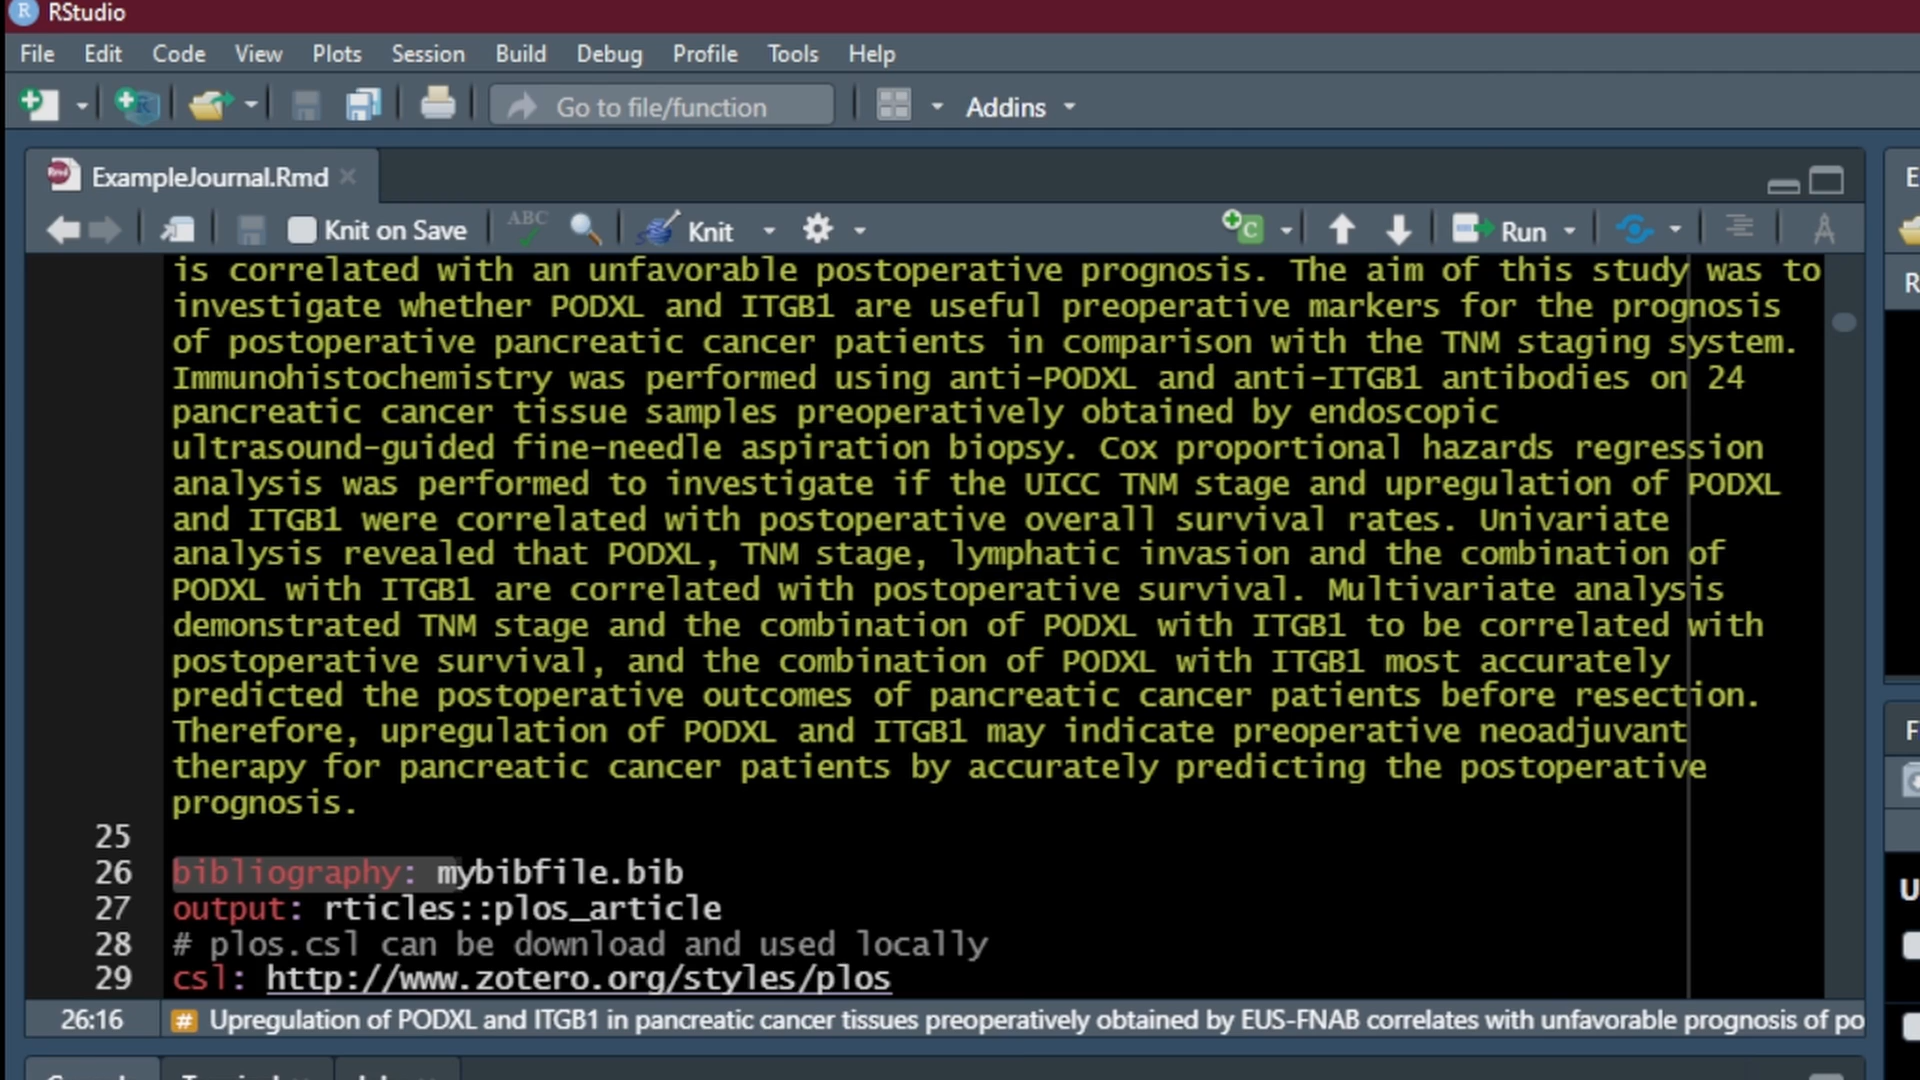 RStudio
File Edit Code View Plots Session Build Debug Profile Tools Help
Go to file/function Addins
ExampleJournal.Rmd
Knit on Save ABC Knit Run
is correlated with an unfavorable postoperative prognosis. The aim of this study was to
investigate whether PODXL and ITGB1 are useful preoperative markers for the prognosis
of postoperative pancreatic cancer patients in comparison with the TNM staging system.
Immunohistochemistry was performed using anti-PODXL and anti-ITGB1 antibodies on 24
pancreatic cancer tissue samples preoperatively obtained by endoscopic
ultrasound-guided fine-needle aspiration biopsy. Cox proportional hazards regression
analysis was performed to investigate if the UICC TNM stage and upregulation of PODXL
and ITGB1 were correlated with postoperative overall survival rates. Univariate
analysis revealed that PODXL, TNM stage, lymphatic invasion and the combination of
PODXL with ITGB1 are correlated with postoperative survival. Multivariate analysis
demonstrated TNM stage and the combination of PODXL with ITGB1 to be correlated with
postoperative survival, and the combination of PODXL with ITGB1 most accurately
predicted the postoperative outcomes of pancreatic cancer patients before resection.
Therefore, upregulation of PODXL and ITGB1 may indicate preoperative neoadjuvant
therapy for pancreatic cancer patients by accurately predicting the postoperative
prognosis.
25
26 bibliography: mybibfile.bib
27 output: rticles::plos_article
28 # plos.csl can be download and used locally
29 csl: http://www.zotero.org/styles/plos
26:16 # Upregulation of PODXL and ITGB1 in pancreatic cancer tissues preoperatively obtained by EUS-FNAB correlates with unfavorable prognosis of po